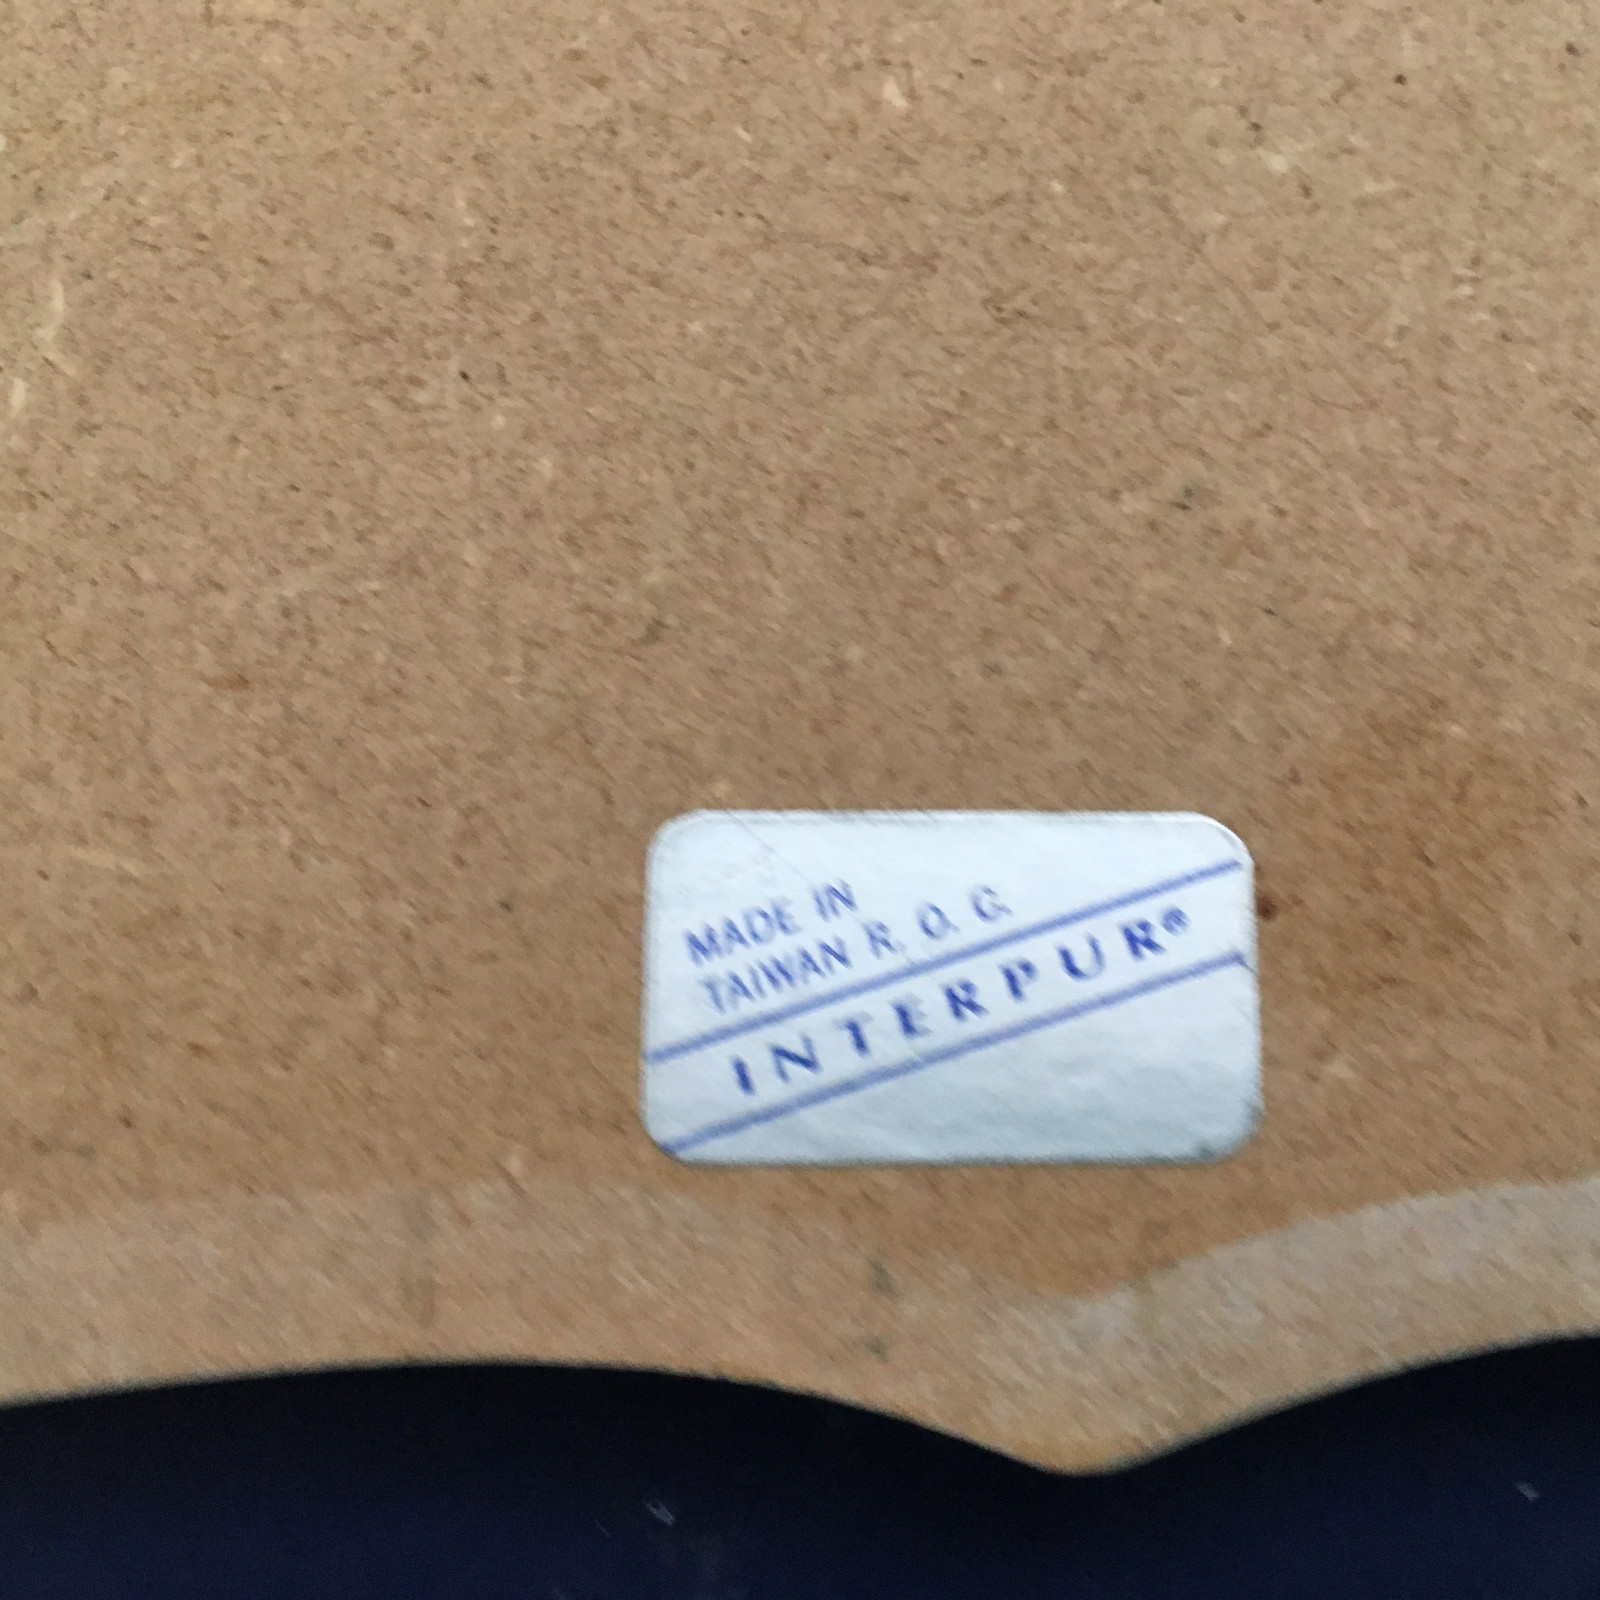 MADE IN
TAIWAN R. O. C.
INTERPUR®